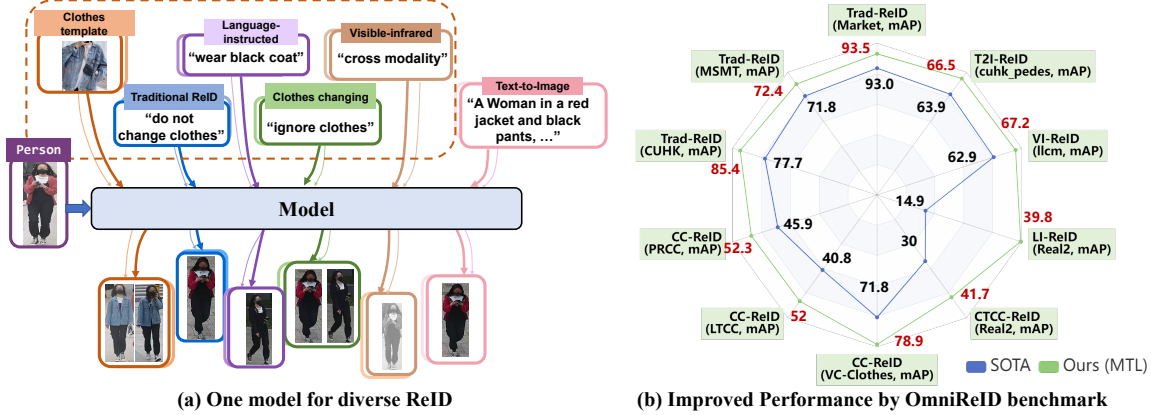 Clothes
template
Language-
instructed
“wear black coat”
Visible-infrared
“cross modality”
Traditional ReID
“do not
change clothes”
Clothes changing
“ignore clothes”
Text-to-Image
“A Woman in a red
jacket and black
pants, …”
Person
Model
(a) One model for diverse ReID
Trad-ReID
(Market, mAP)
93.5
93.0
T2I-ReID
(cuhk_pedes, mAP)
66.5
63.9
VI-ReID
(llcm, mAP)
67.2
62.9
LI-ReID
(Real2, mAP)
39.8
14.9
CTCC-ReID
(Real2, mAP)
41.7
30
CC-ReID
(VC-Clothes, mAP)
78.9
71.8
CC-ReID
(LTCC, mAP)
52
40.8
CC-ReID
(PRCC, mAP)
52.3
45.9
Trad-ReID
(CUHK, mAP)
85.4
77.7
Trad-ReID
(MSMT, mAP)
72.4
71.8
SOTA
Ours (MTL)
(b) Improved Performance by OmniReID benchmark